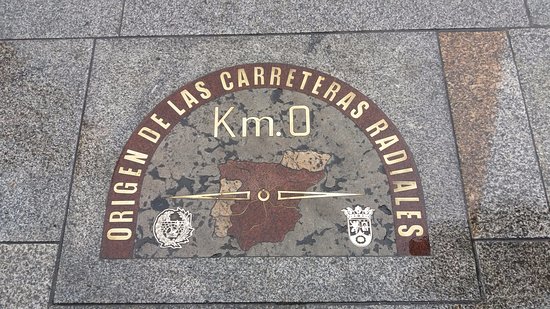 ORIGEN DE LAS CARRETERAS RADIALES
Km.0